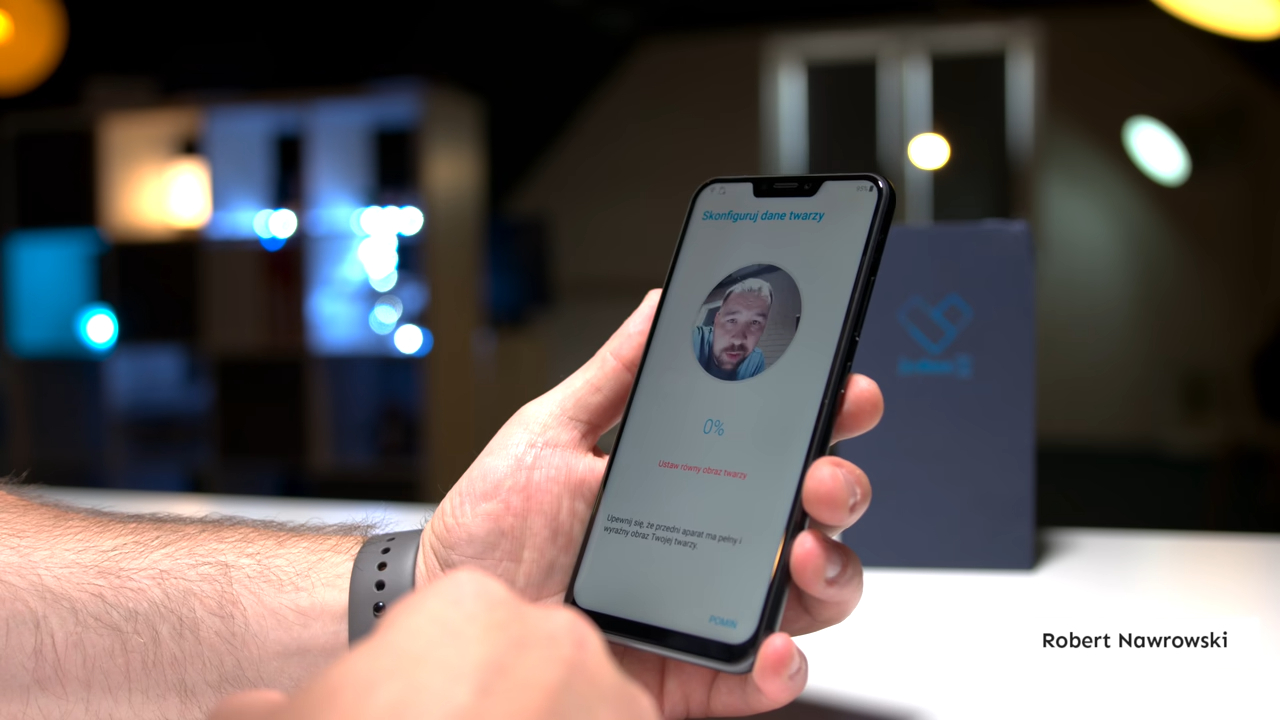 Skonfiguruj dane twarzy
0%
Ustaw równy obraz twarzy
Upewnij się, że przedni aparat ma pełny i
wyraźny obraz Twojej twarzy.
POMIŃ
Robert Nawrowski